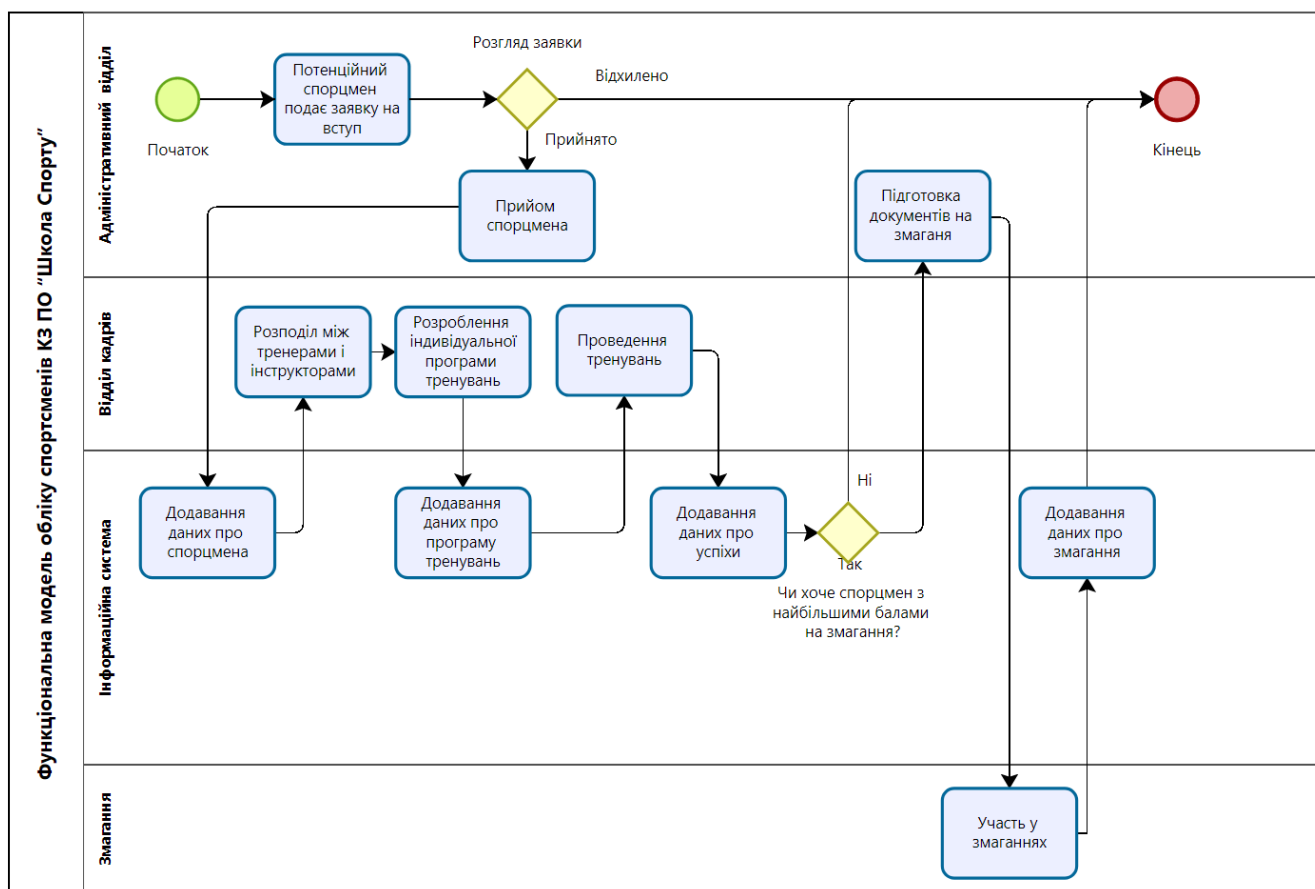 Функціональна модель обліку спортсменів КЗ ПО "Школа Спорту"
Адміністративний відділ
Початок
Потенційний
спорцмен
подає заявку на
вступ
Розгляд заявки
Відхилено
Прийнято
Кінець
Прийом
спорцмена
Підготовка
документів на
змаганя
Відділ кадрів
Розподіл між
тренерами і
інструкторами
Розроблення
індивідуальної
програми
тренувань
Проведення
тренувань
Інформаційна система
Додавання
даних про
спорцмена
Додавання
даних про
програму
тренувань
Додавання
даних про
успіхи
Ні
Так
Чи хоче спорцмен з
найбільшими балами
на змагання?
Додавання
даних про
змагання
Змагання
Участь у
змаганнях